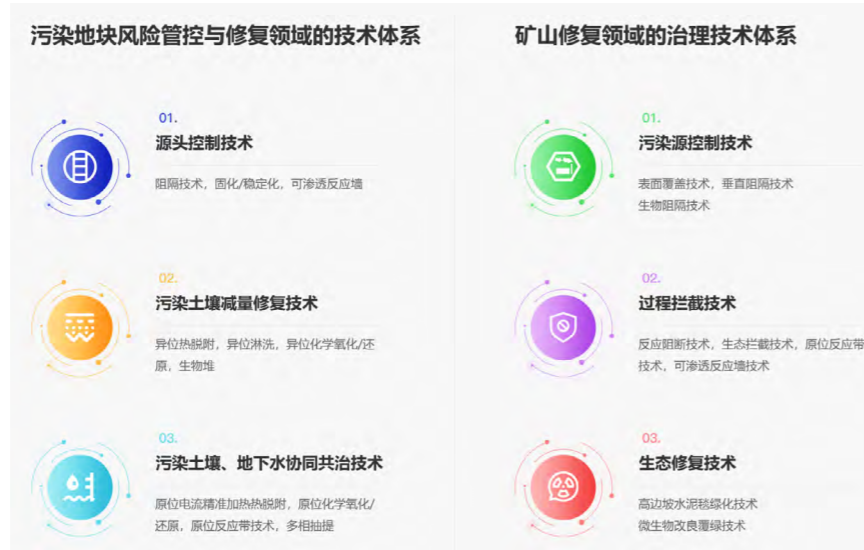 污染地块风险管控与修复领域的技术体系
01.
源头控制技术
阻隔技术，固化/稳定化，可渗透反应墙
02.
污染土壤减量修复技术
异位热脱附，异位淋洗，异位化学氧化/还
原，生物堆
03.
污染土壤、地下水协同共治技术
原位电流精准加热热脱附，原位化学氧化/
还原，原位反应带技术，多相抽提
矿山修复领域的治理技术体系
01.
污染源控制技术
表面覆盖技术，垂直阻隔技术
生物阻隔技术
02.
过程拦截技术
反应阻断技术，生态拦截技术，原位反应带
技术，可渗透反应墙技术
03.
生态修复技术
高边坡水泥毯绿化技术
微生物改良覆绿技术